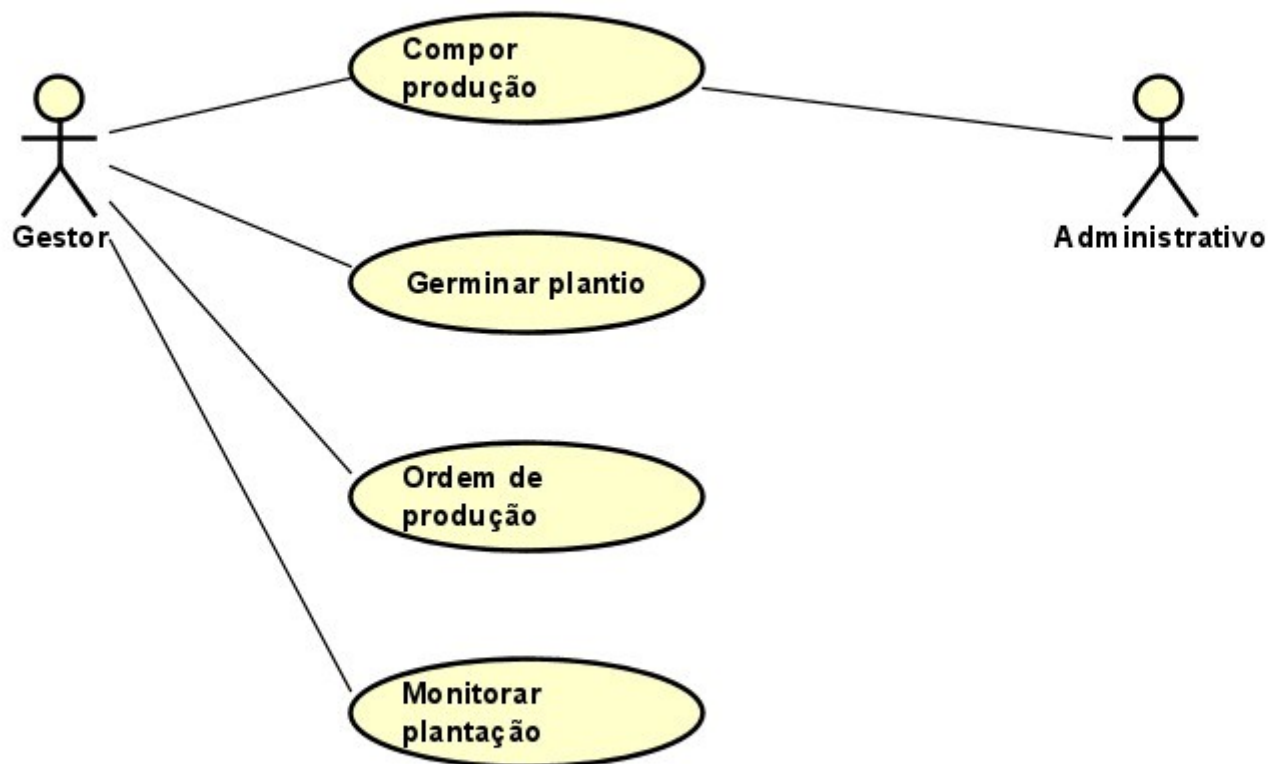 Compor
produção
Gestor
Administrativo
Germinar plantio
Ordem de
produção
Monitorar
plantação